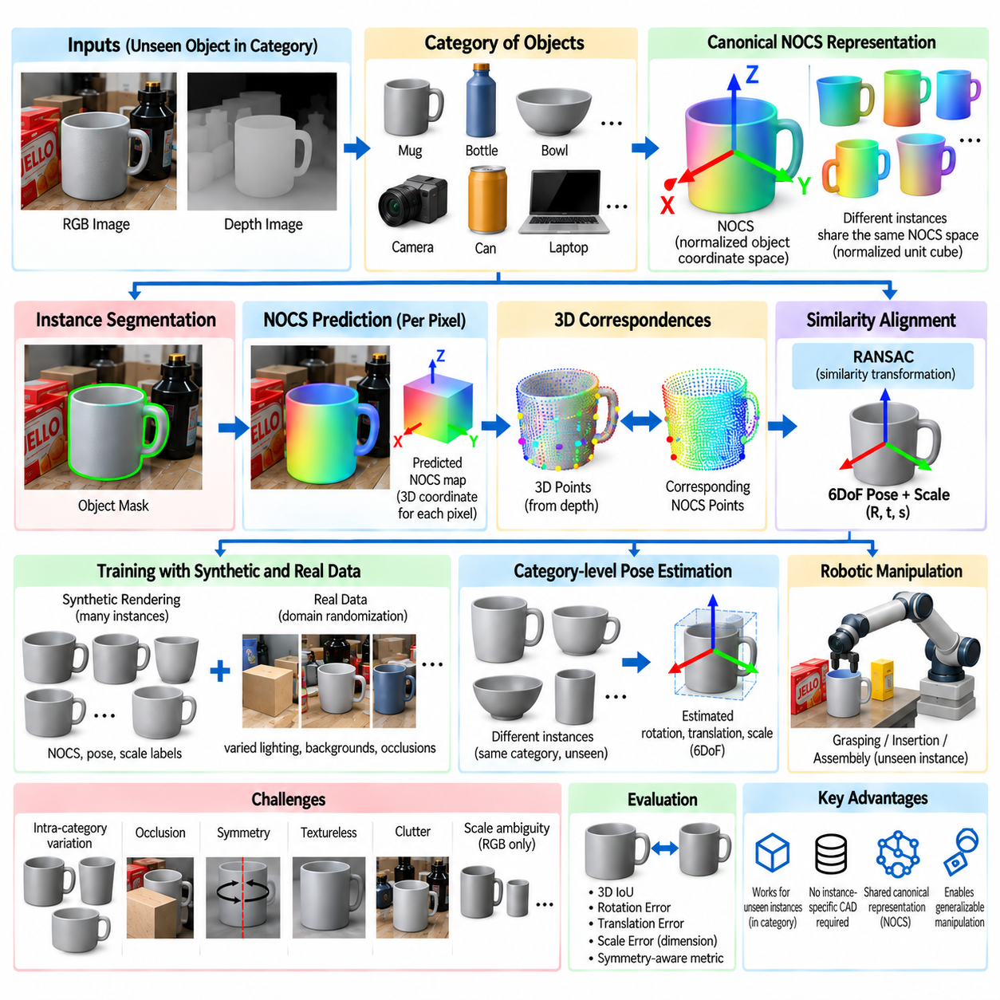 Inputs (Unseen Object in Category)
JELLO
RGB Image
Depth Image
Category of Objects
Mug
Bottle
Bowl
...
Camera
Can
Laptop
...
Canonical NOCS Representation
Z
X
Y
NOCS
(normalized object
coordinate space)
...
Different instances
share the same NOCS space
(normalized unit cube)
Instance Segmentation
JELLO
Object Mask
NOCS Prediction (Per Pixel)
JELLO
Z
X
Y
Predicted
NOCS map
(3D coordinate
for each pixel)
3D Correspondences
3D Points
(from depth)
Corresponding
NOCS Points
Similarity Alignment
RANSAC
(similarity transformation)
6DoF Pose + Scale
(R, t, s)
Training with Synthetic and Real Data
Synthetic Rendering
(many instances)
...
NOCS, pose, scale labels
+
Real Data
(domain randomization)
...
varied lighting, backgrounds, occlusions
Category-level Pose Estimation
...
Different instances
(same category, unseen)
Estimated
rotation, translation, scale
(6DoF)
Robotic Manipulation
JELLO
Grasping / Insertion /
Assembly (unseen instance)
Challenges
Intra-category
variation
Occlusion
Symmetry
Textureless
Clutter
Scale ambiguity
(RGB only)
...
Evaluation
• 3D IoU
• Rotation Error
• Translation Error
• Scale Error (dimension)
• Symmetry-aware metric
Key Advantages
Works for
unseen instances
(in category)
No instance-
specific CAD
required
Shared canonical
representation
(NOCS)
Enables
generalizable
manipulation